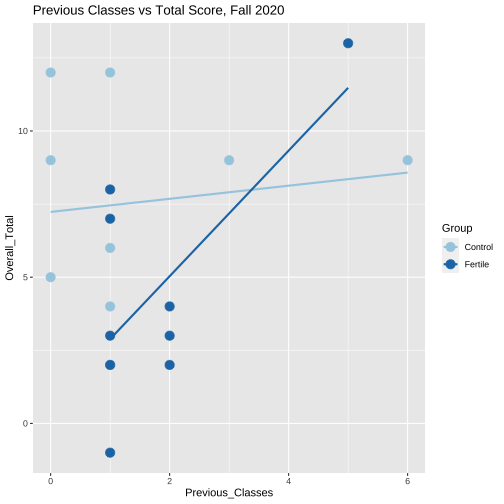 Previous Classes vs Total Score, Fall 2020
Overall_Total
10
5
0
0 2 4 6
Previous_Classes
Group
Control
Fertile